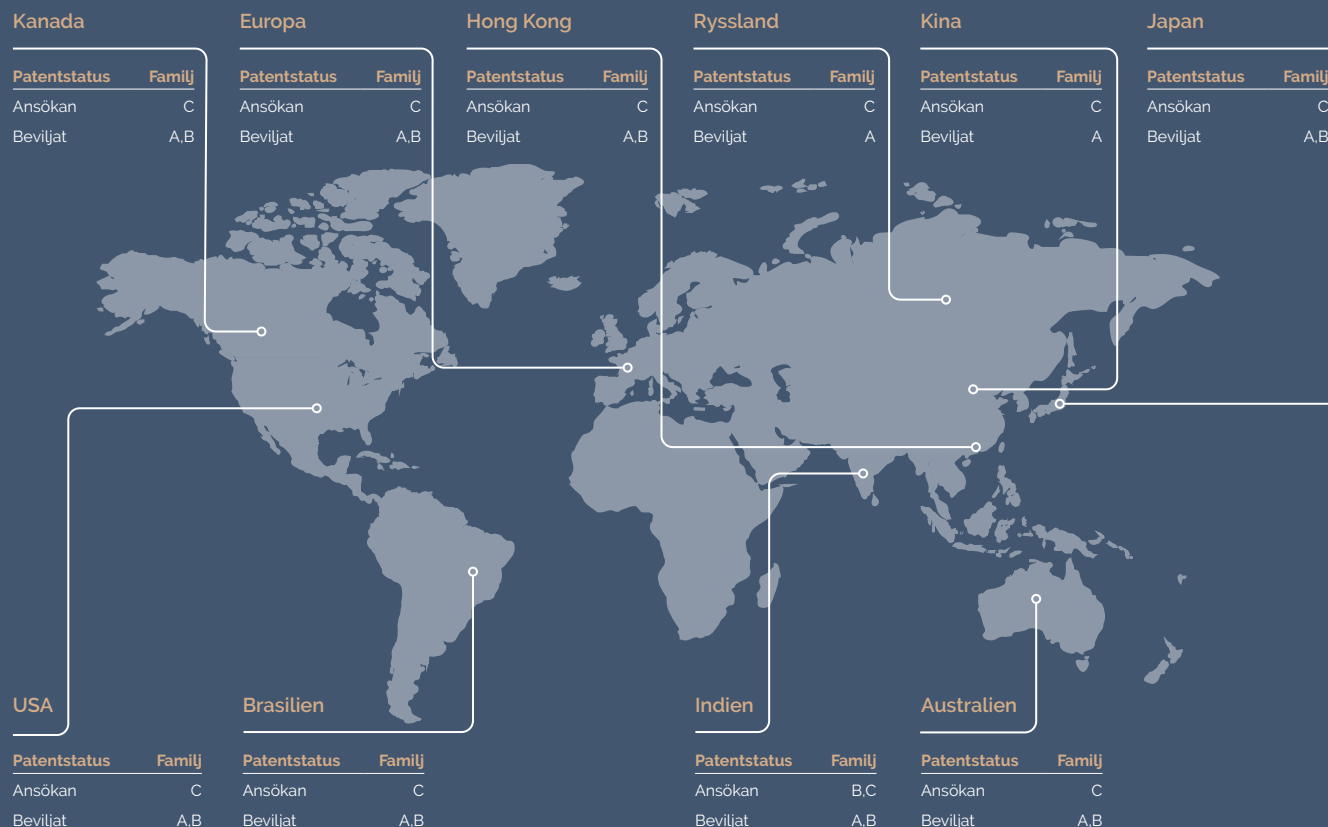 Kanada
Patentstatus Familj
Ansökan C
Beviljat A,B
Europa
Patentstatus Familj
Ansökan C
Beviljat A,B
Hong Kong
Patentstatus Familj
Ansökan C
Beviljat A,B
Ryssland
Patentstatus Familj
Ansökan C
Beviljat A
Kina
Patentstatus Familj
Ansökan C
Beviljat A
Japan
Patentstatus Familj
Ansökan C
Beviljat A,B
USA
Patentstatus Familj
Ansökan C
Beviljat A,B
Brasilien
Patentstatus Familj
Ansökan C
Beviljat A,B
Indien
Patentstatus Familj
Ansökan B,C
Beviljat A,B
Australien
Patentstatus Familj
Ansökan C
Beviljat A,B